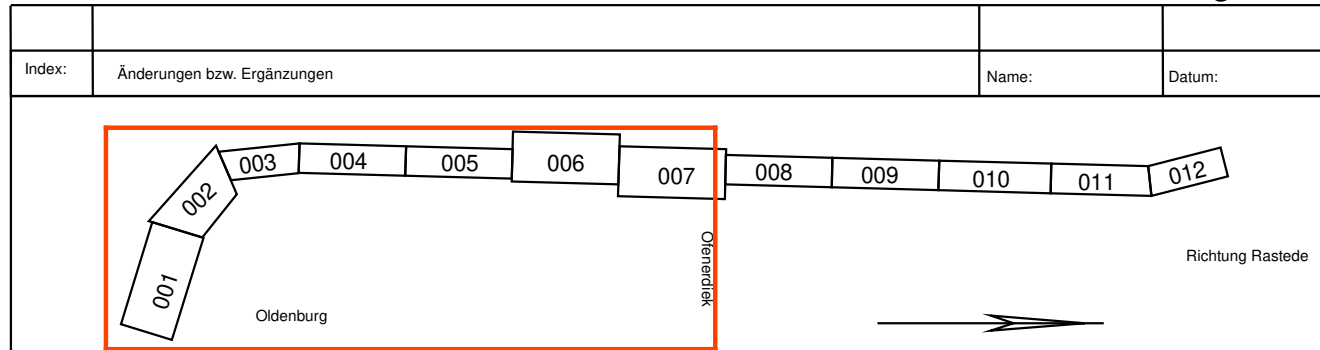 Index:
Änderungen bzw. Ergänzungen
Name:
Datum:
001
002
003
004
005
006
007
008
009
010
011
012
Ofenerdiek
Oldenburg
Richtung Rastede